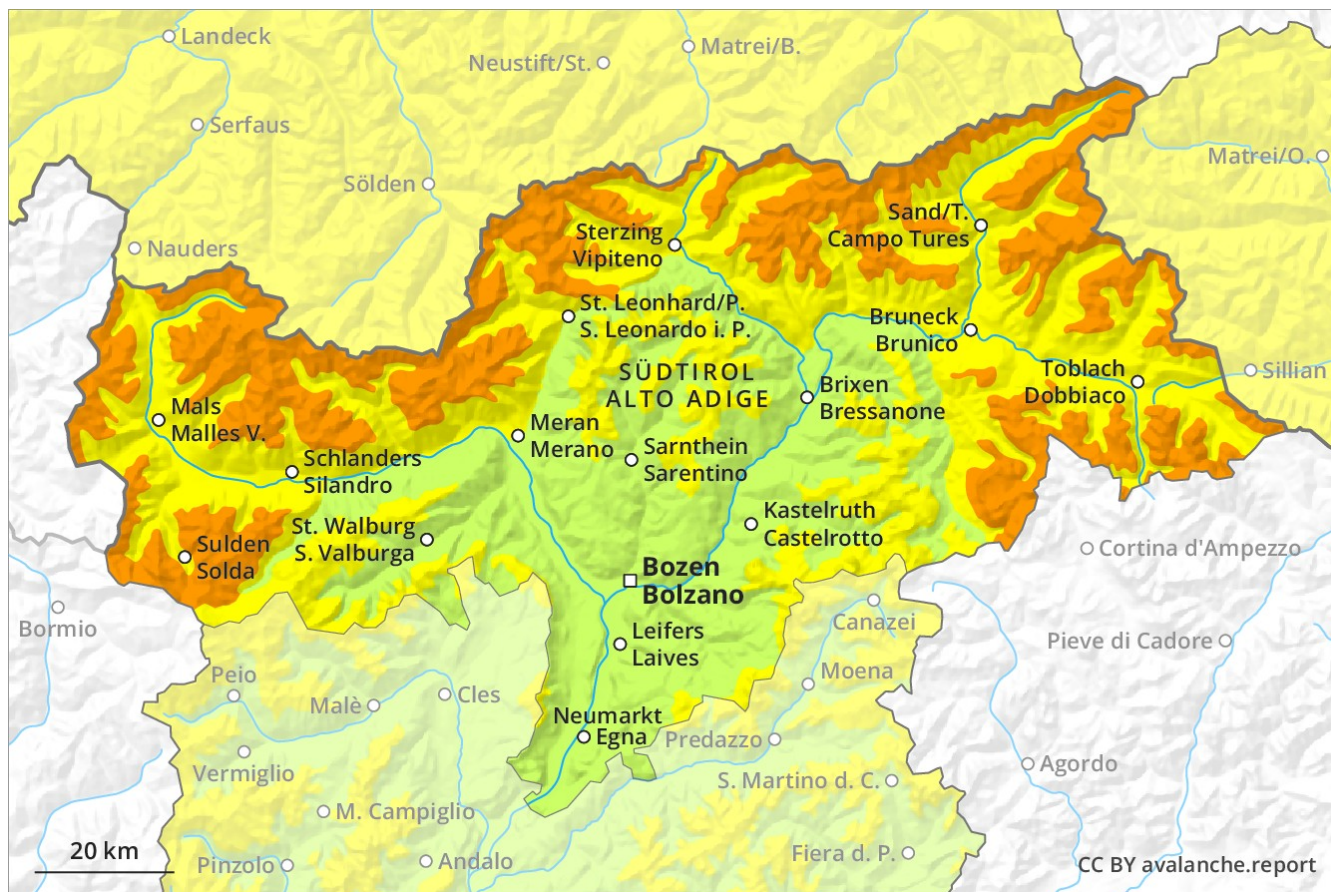 Landeck
Neustift/St.
Matrei/B.
Serfaus
Matrei/O.
Sölden
Nauders
Sand/T.
Campo Tures
Sterzing
Vipiteno
St. Leonhard/P.
S. Leonardo i. P.
Bruneck
Brunico
SÜDTIROL
ALTO ADIGE
Toblach
Dobbiaco
Sillian
Brixen
Bressanone
Mals
Malles V.
Meran
Merano
Sarnthein
Sarentino
Schlanders
Silandro
Kastelruth
Castelrotto
St. Walburg
S. Valburga
Sulden
Solda
Cortina d'Ampezzo
Bozen
Bolzano
Bormio
Canazei
Leifers
Laives
Pieve di Cadore
Peio
Moena
Malè
Cles
Neumarkt
Egna
Predazzo
Vermiglio
Agordo
S. Martino d. C.
M. Campiglio
20 km
Pinzolo
Andalo
Fiera d. P.
CC BY avalanche.report